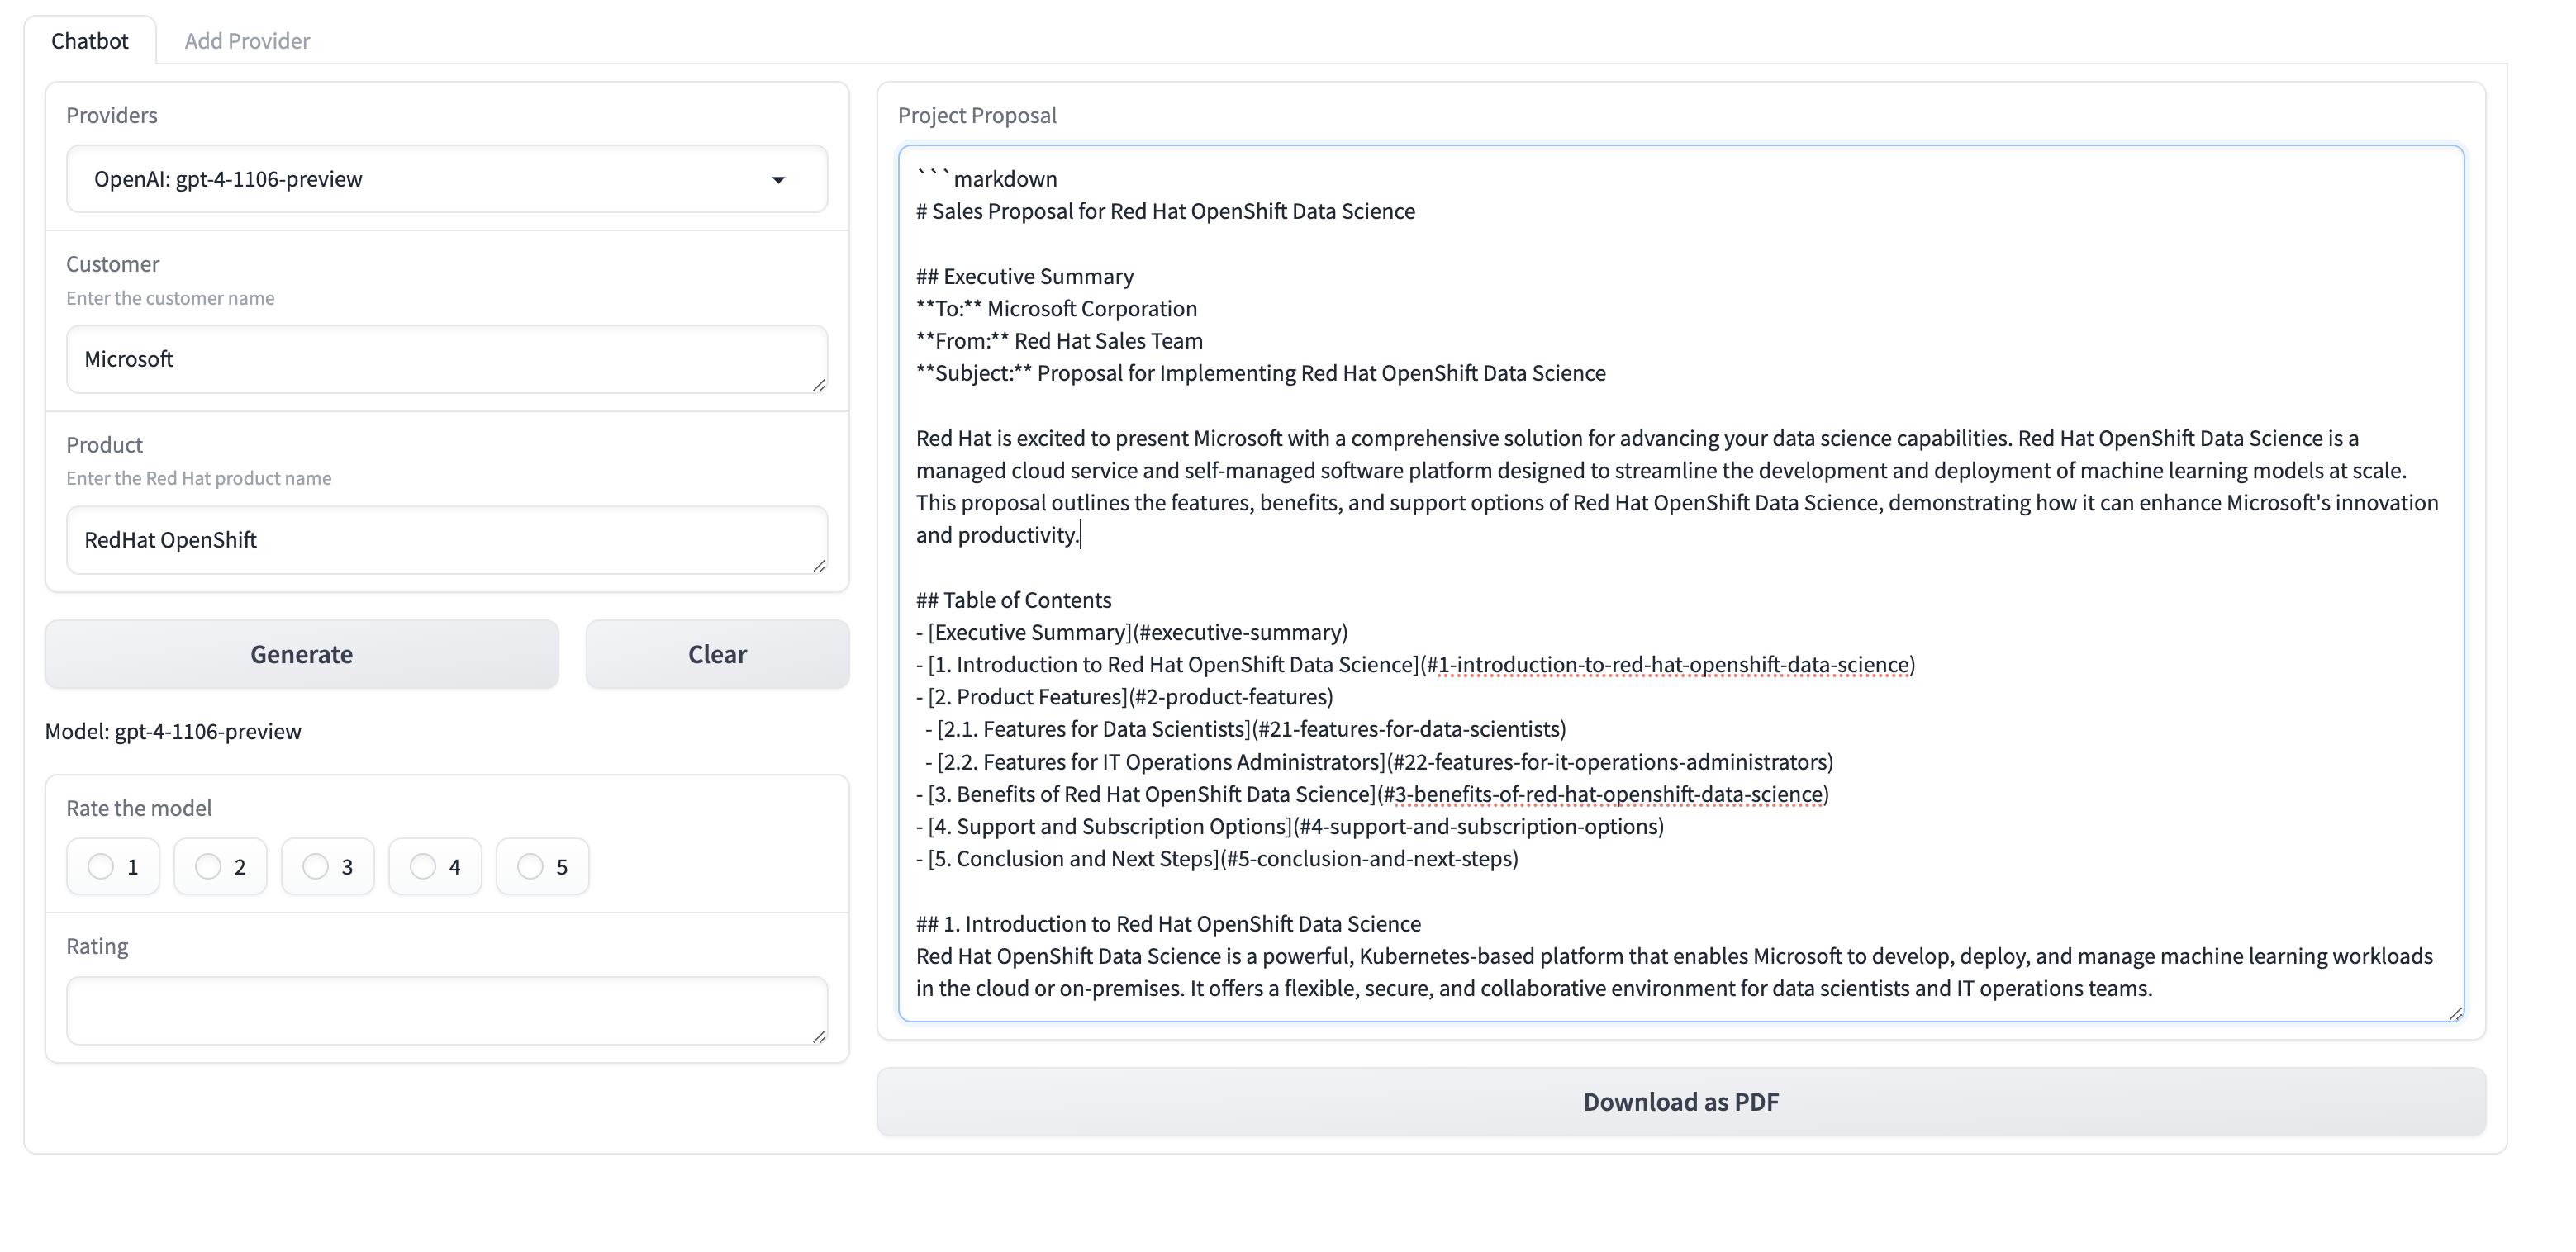 Chatbot
Add Provider
Providers
OpenAI: gpt-4-1106-preview
Customer
Enter the customer name
Microsoft
Product
Enter the Red Hat product name
RedHat OpenShift
Generate
Clear
Model: gpt-4-1106-preview
Rate the model
1
2
3
4
5
Rating
Project Proposal
```markdown
# Sales Proposal for Red Hat OpenShift Data Science
## Executive Summary
**To:** Microsoft Corporation
**From:** Red Hat Sales Team
**Subject:** Proposal for Implementing Red Hat OpenShift Data Science
Red Hat is excited to present Microsoft with a comprehensive solution for advancing your data science capabilities. Red Hat OpenShift Data Science is a
managed cloud service and self-managed software platform designed to streamline the development and deployment of machine learning models at scale.
This proposal outlines the features, benefits, and support options of Red Hat OpenShift Data Science, demonstrating how it can enhance Microsoft's innovation
and productivity.
## Table of Contents
- [Executive Summary](#executive-summary)
- [1. Introduction to Red Hat OpenShift Data Science](#1-introduction-to-red-hat-openshift-data-science)
- [2. Product Features](#2-product-features)
- [2.1. Features for Data Scientists](#21-features-for-data-scientists)
- [2.2. Features for IT Operations Administrators](#22-features-for-it-operations-administrators)
- [3. Benefits of Red Hat OpenShift Data Science](#3-benefits-of-red-hat-openshift-data-science)
- [4. Support and Subscription Options](#4-support-and-subscription-options)
- [5. Conclusion and Next Steps](#5-conclusion-and-next-steps)
## 1. Introduction to Red Hat OpenShift Data Science
Red Hat OpenShift Data Science is a powerful, Kubernetes-based platform that enables Microsoft to develop, deploy, and manage machine learning workloads
in the cloud or on-premises. It offers a flexible, secure, and collaborative environment for data scientists and IT operations teams.
Download as PDF